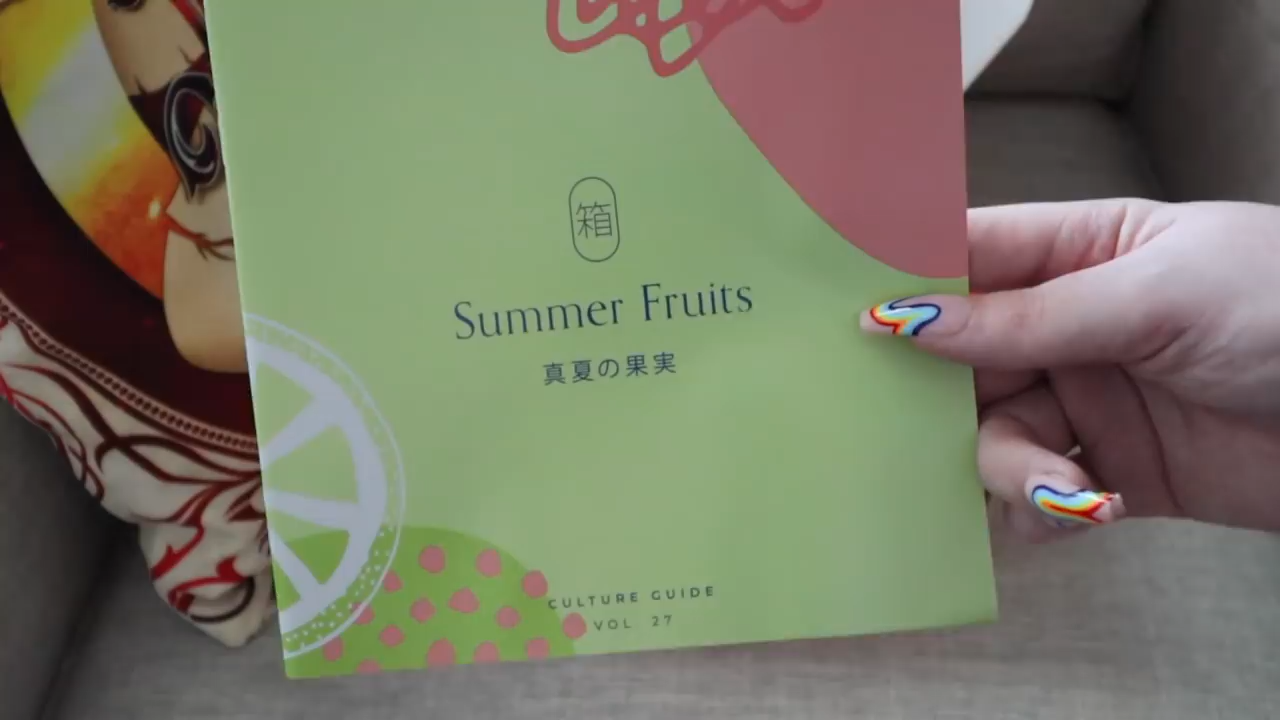 箱
Summer Fruits
真夏の果実
CULTURE GUIDE
VOL. 27